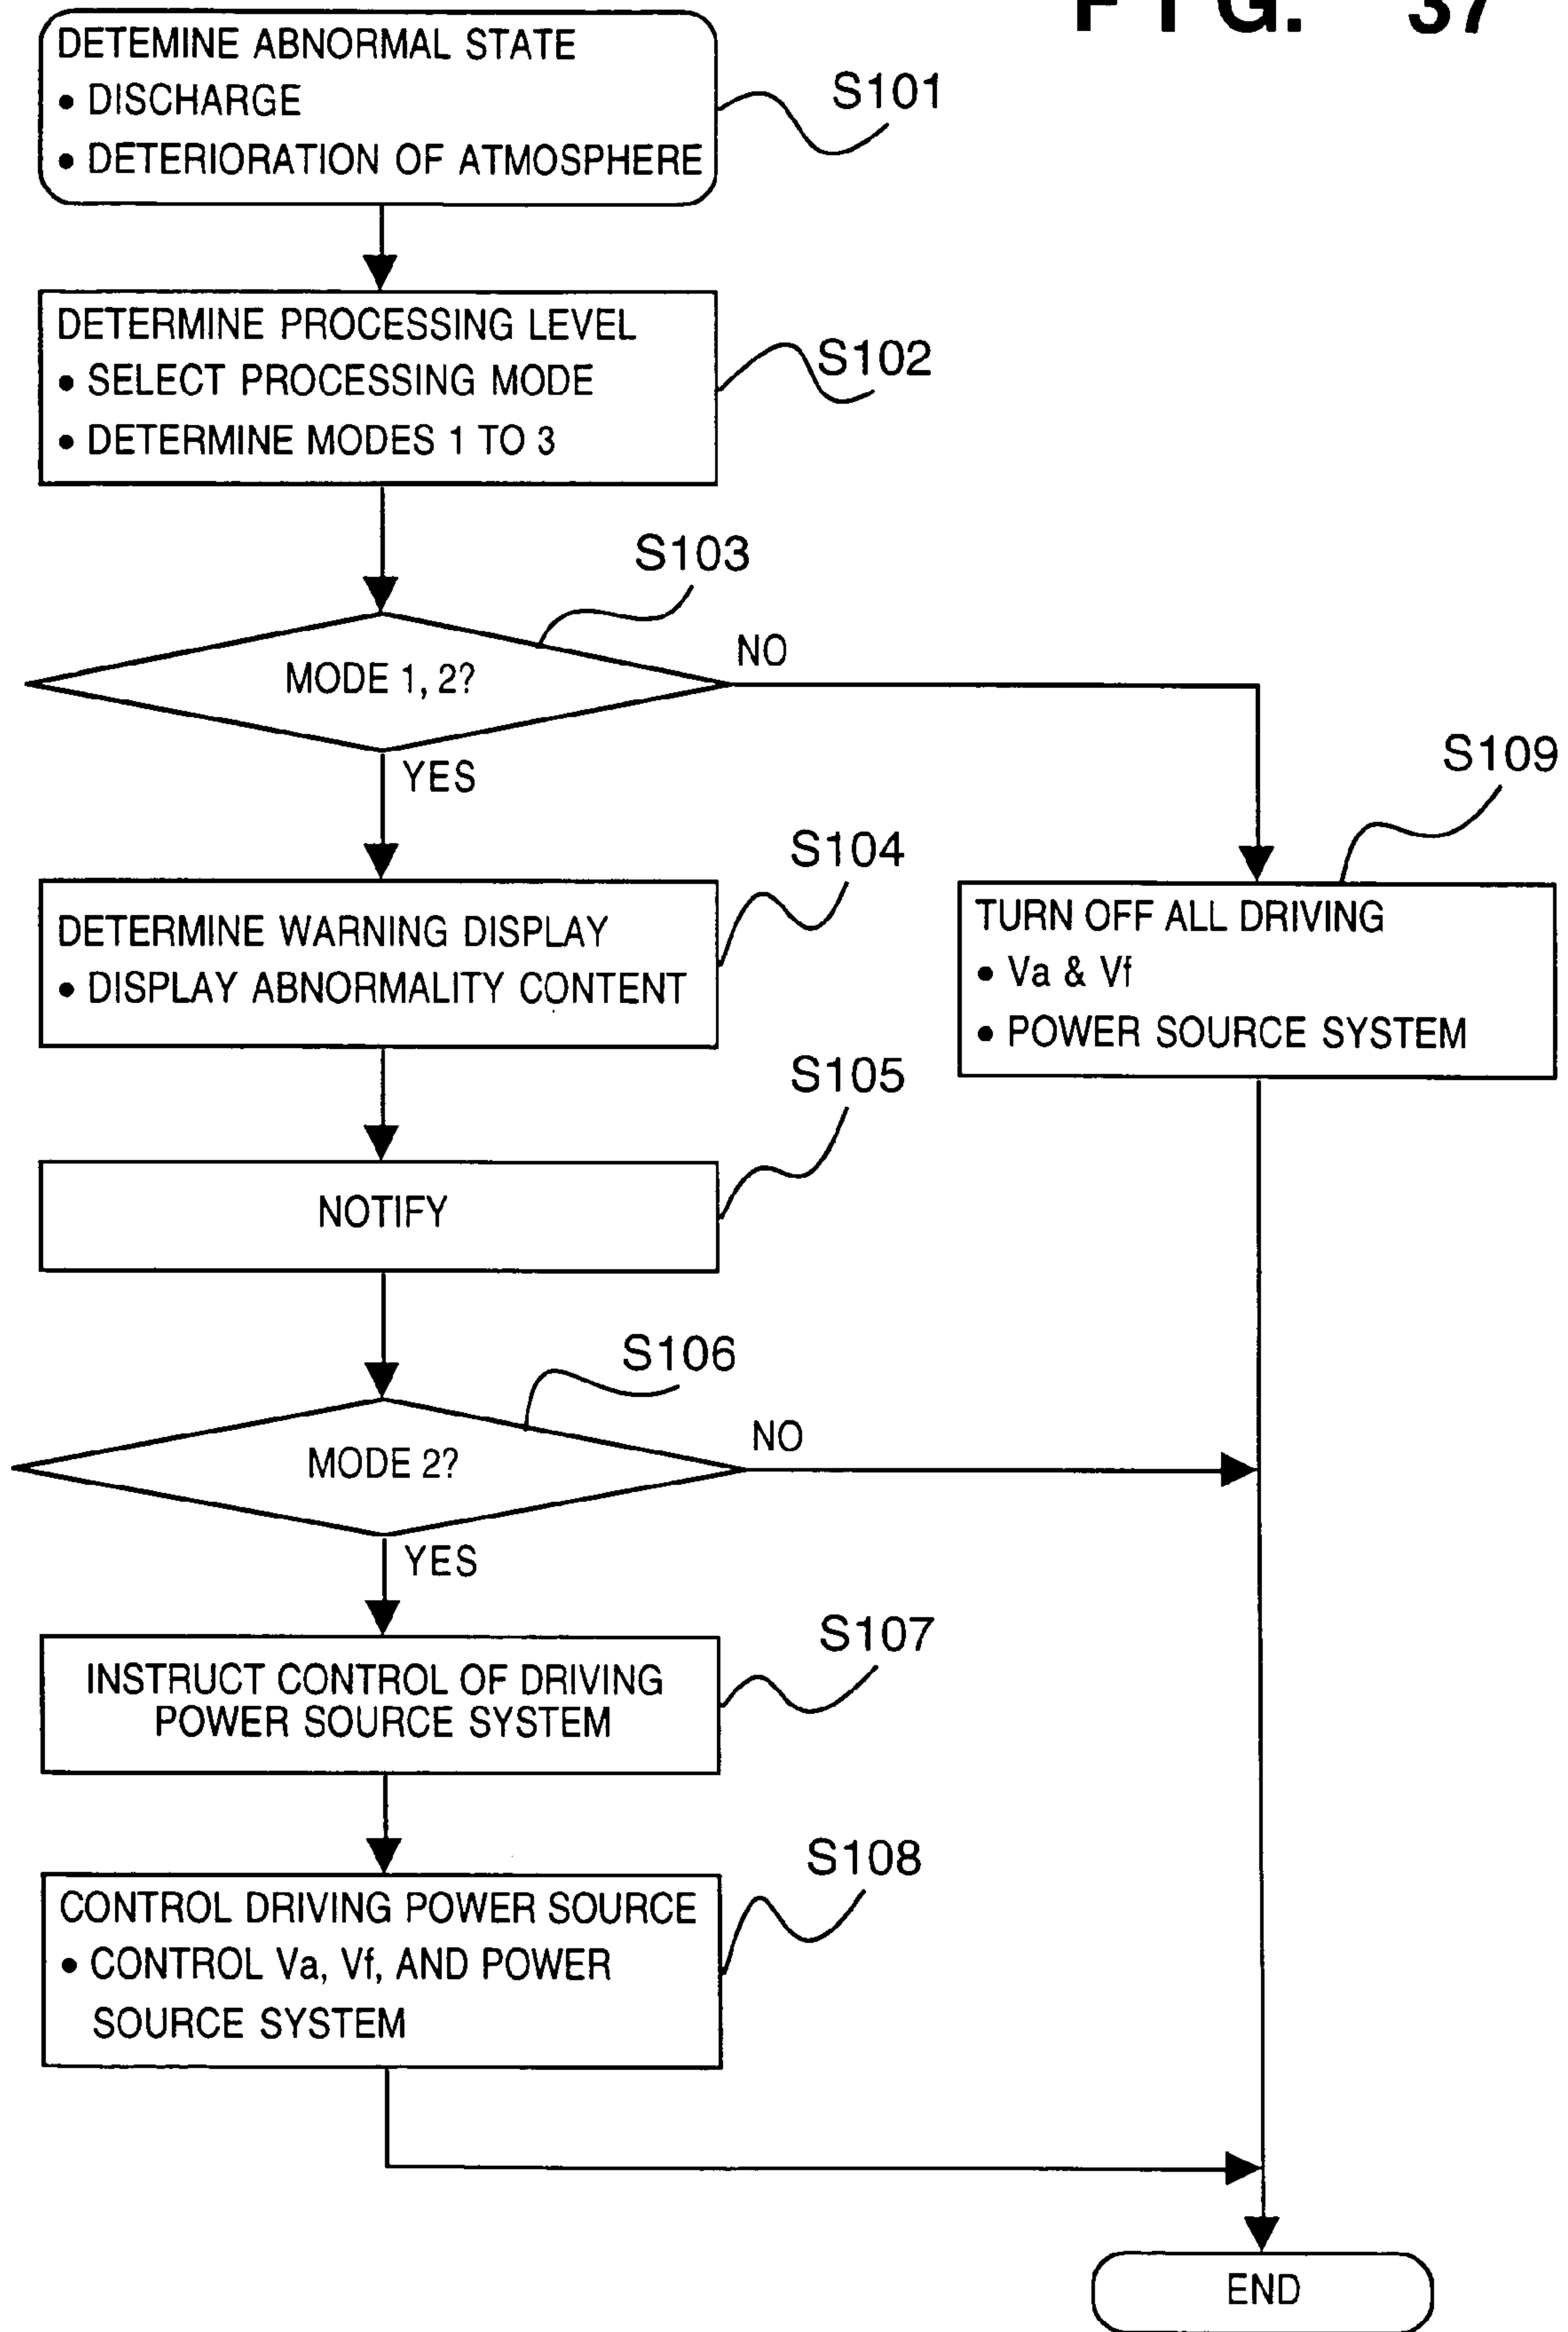 FIG. 37
DETEMINE ABNORMAL STATE
• DISCHARGE
• DETERIORATION OF ATMOSPHERE
S101
DETERMINE PROCESSING LEVEL
• SELECT PROCESSING MODE
• DETERMINE MODES 1 TO 3
S102
S103
MODE 1, 2?
NO
YES
S109
S104
DETERMINE WARNING DISPLAY
• DISPLAY ABNORMALITY CONTENT
TURN OFF ALL DRIVING
• Va & Vf
• POWER SOURCE SYSTEM
S105
NOTIFY
S106
MODE 2?
NO
YES
S107
INSTRUCT CONTROL OF DRIVING
POWER SOURCE SYSTEM
S108
CONTROL DRIVING POWER SOURCE
• CONTROL Va, Vf, AND POWER
SOURCE SYSTEM
END